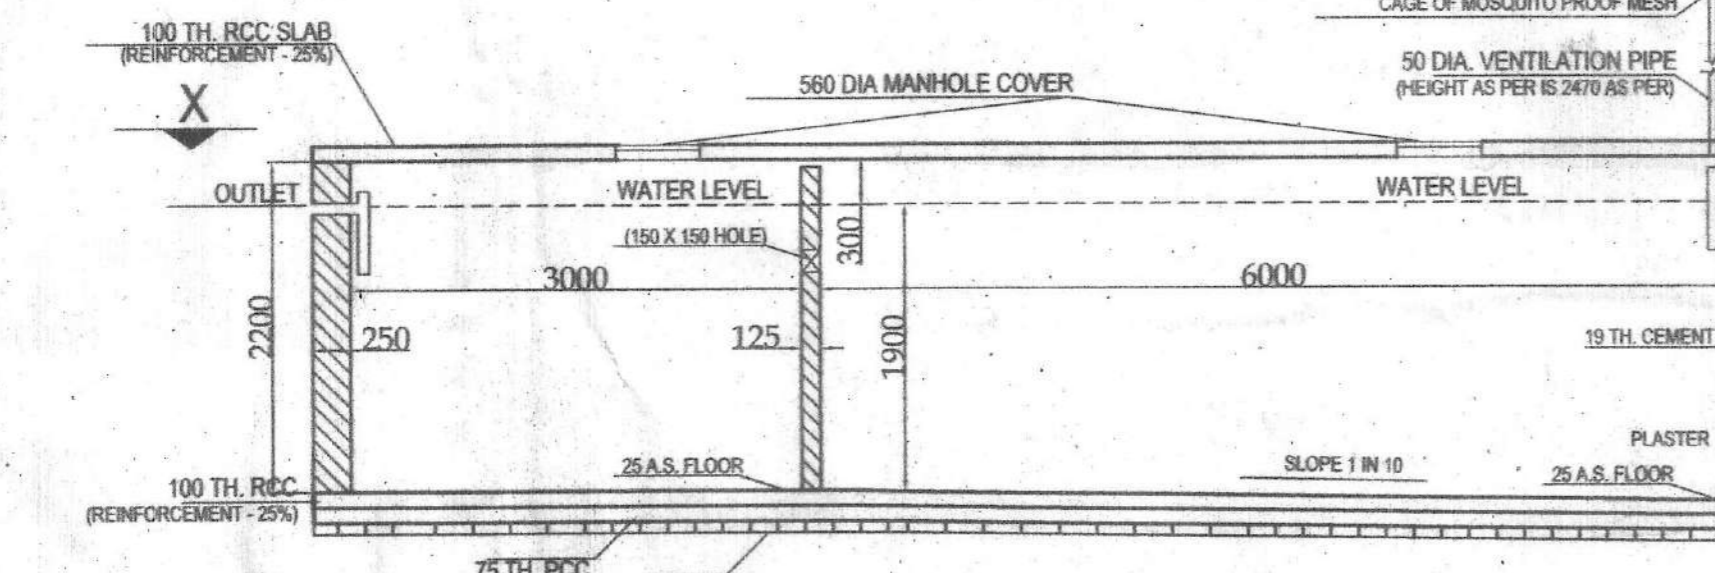 CAGE OF MOSQUITO PROOF MESH
100 TH. RCC SLAB
(REINFORCEMENT - 25%)
50 DIA. VENTILATION PIPE
(HEIGHT AS PER IS 2470 AS PER)
560 DIA MANHOLE COVER
X
OUTLET
WATER LEVEL
WATER LEVEL
(150 X 150 HOLE)
300
3000
6000
2200
250
125
1900
19 TH. CEMENT
PLASTER
25 A.S. FLOOR
SLOPE 1 IN 10
25 A.S. FLOOR
100 TH. RCC
(REINFORCEMENT - 25%)
75 TH. PCC